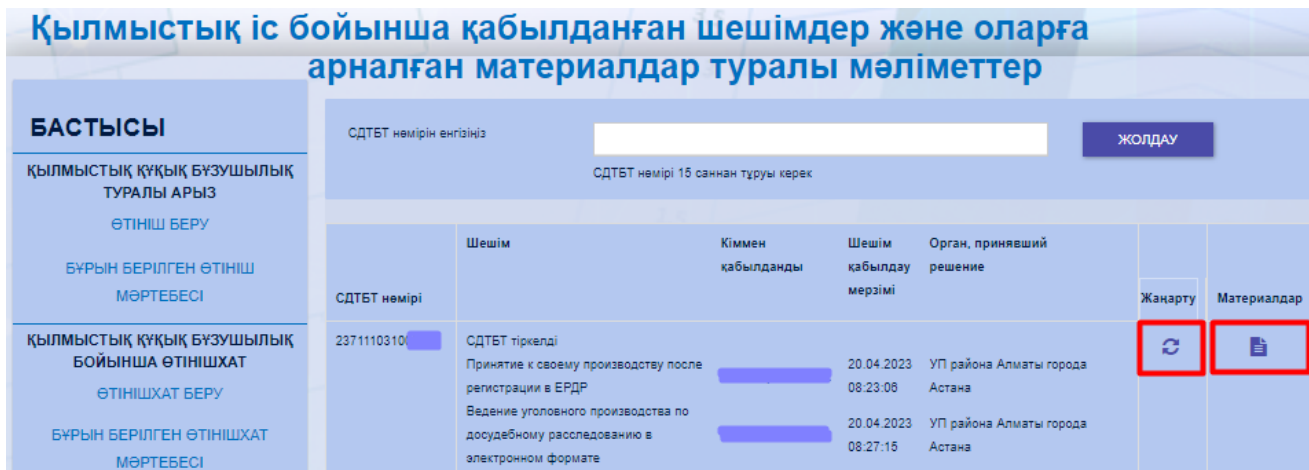 Қылмыстық іс бойынша қабылданған шешімдер және оларға
арналған материалдар туралы мәліметтер
БАСТЫСЫ
ҚЫЛМЫСТЫҚ ҚҰҚЫҚ БҰЗУШЫЛЫҚ
ТУРАЛЫ АРЫЗ
ӨТІНІШ БЕРУ
БҰРЫН БЕРІЛГЕН ӨТІНІШ
МӘРТЕБЕСІ
ҚЫЛМЫСТЫҚ ҚҰҚЫҚ БҰЗУШЫЛЫҚ
БОЙЫНША ӨТІНІШХАТ
ӨТІНІШХАТ БЕРУ
БҰРЫН БЕРІЛГЕН ӨТІНІШХАТ
МӘРТЕБЕСІ
СДТБТ нөмірін енгізіңіз
ЖОЛДАУ
СДТБТ нөмірі 15 саннан тұруы керек
СДТБТ нөмірі
Шешім
Кіммен
қабылданды
Шешім
қабылдау
мерзімі
Орган, принявший
решение
Жаңарту
Материалдар
2371110310
СДТБТ тіркелді
Принятие к своему производству после
регистрации в ЕРДР
20.04.2023
08:23:06
УП района Алматы города
Астана
Ведение уголовного производства по
досудебному расследованию в
электронном формате
20.04.2023
08:27:15
УП района Алматы города
Астана